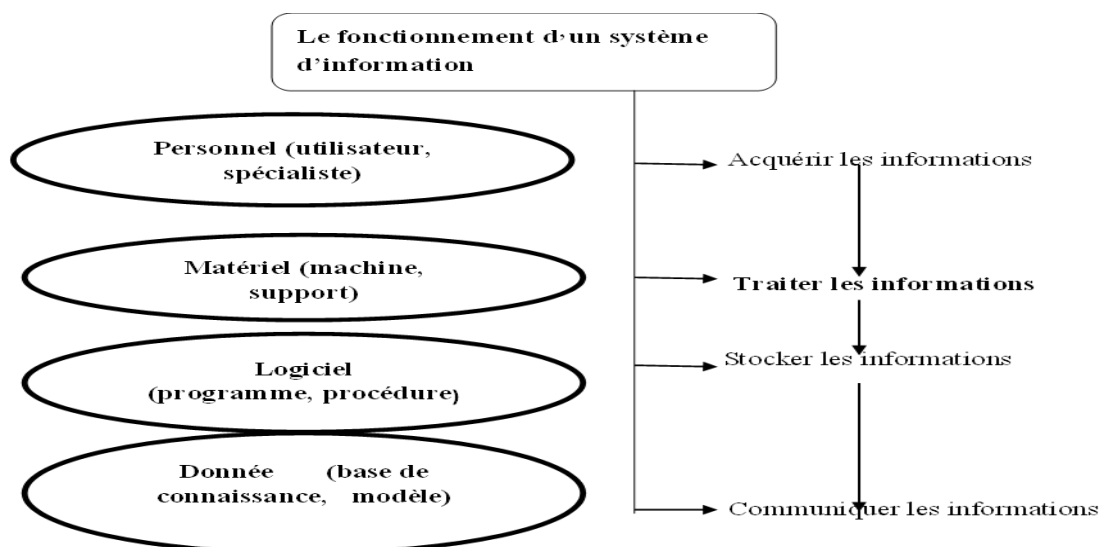 Le fonctionnement d'un système
d'information
Personnel (utilisateur,
spécialiste)
Acquérir les informations
Matériel (machine,
support)
Traiter les informations
Logiciel
(programme, procédure)
Stocker les informations
Donnée (base de
connaissance, modèle)
Communiquer les informations